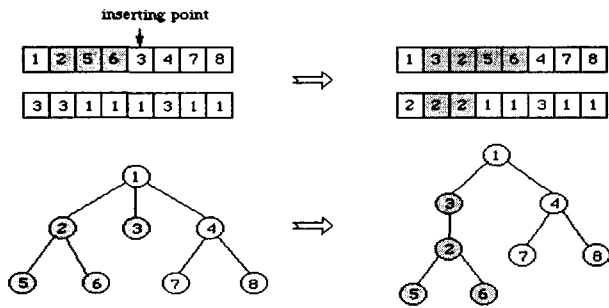 inserting point
1 2 5 6 3 4 7 8
1 3 2 5 6 4 7 8
3 3 1 1 1 3 1 1
2 2 2 1 1 3 1 1
1
1
2 3 4
3 4
2 7 8
5 6 7 8
5 6